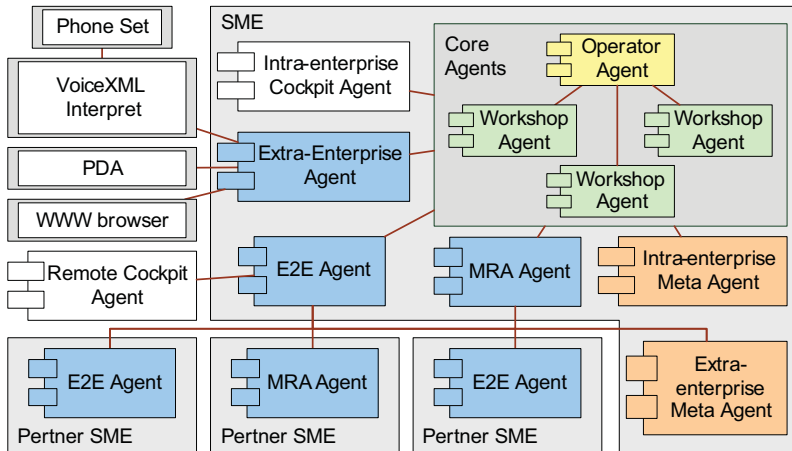 Phone Set
VoiceXML
Interpret
PDA
WWW browser
Remote Cockpit
Agent
SME
Intra-enterprise
Cockpit Agent
Extra-Enterprise
Agent
Core
Agents
Operator
Agent
Workshop
Agent
Workshop
Agent
Workshop
Agent
E2E Agent
MRA Agent
Intra-enterprise
Meta Agent
E2E Agent
Pertner SME
MRA Agent
Pertner SME
E2E Agent
Pertner SME
Extra-
enterprise
Meta Agent